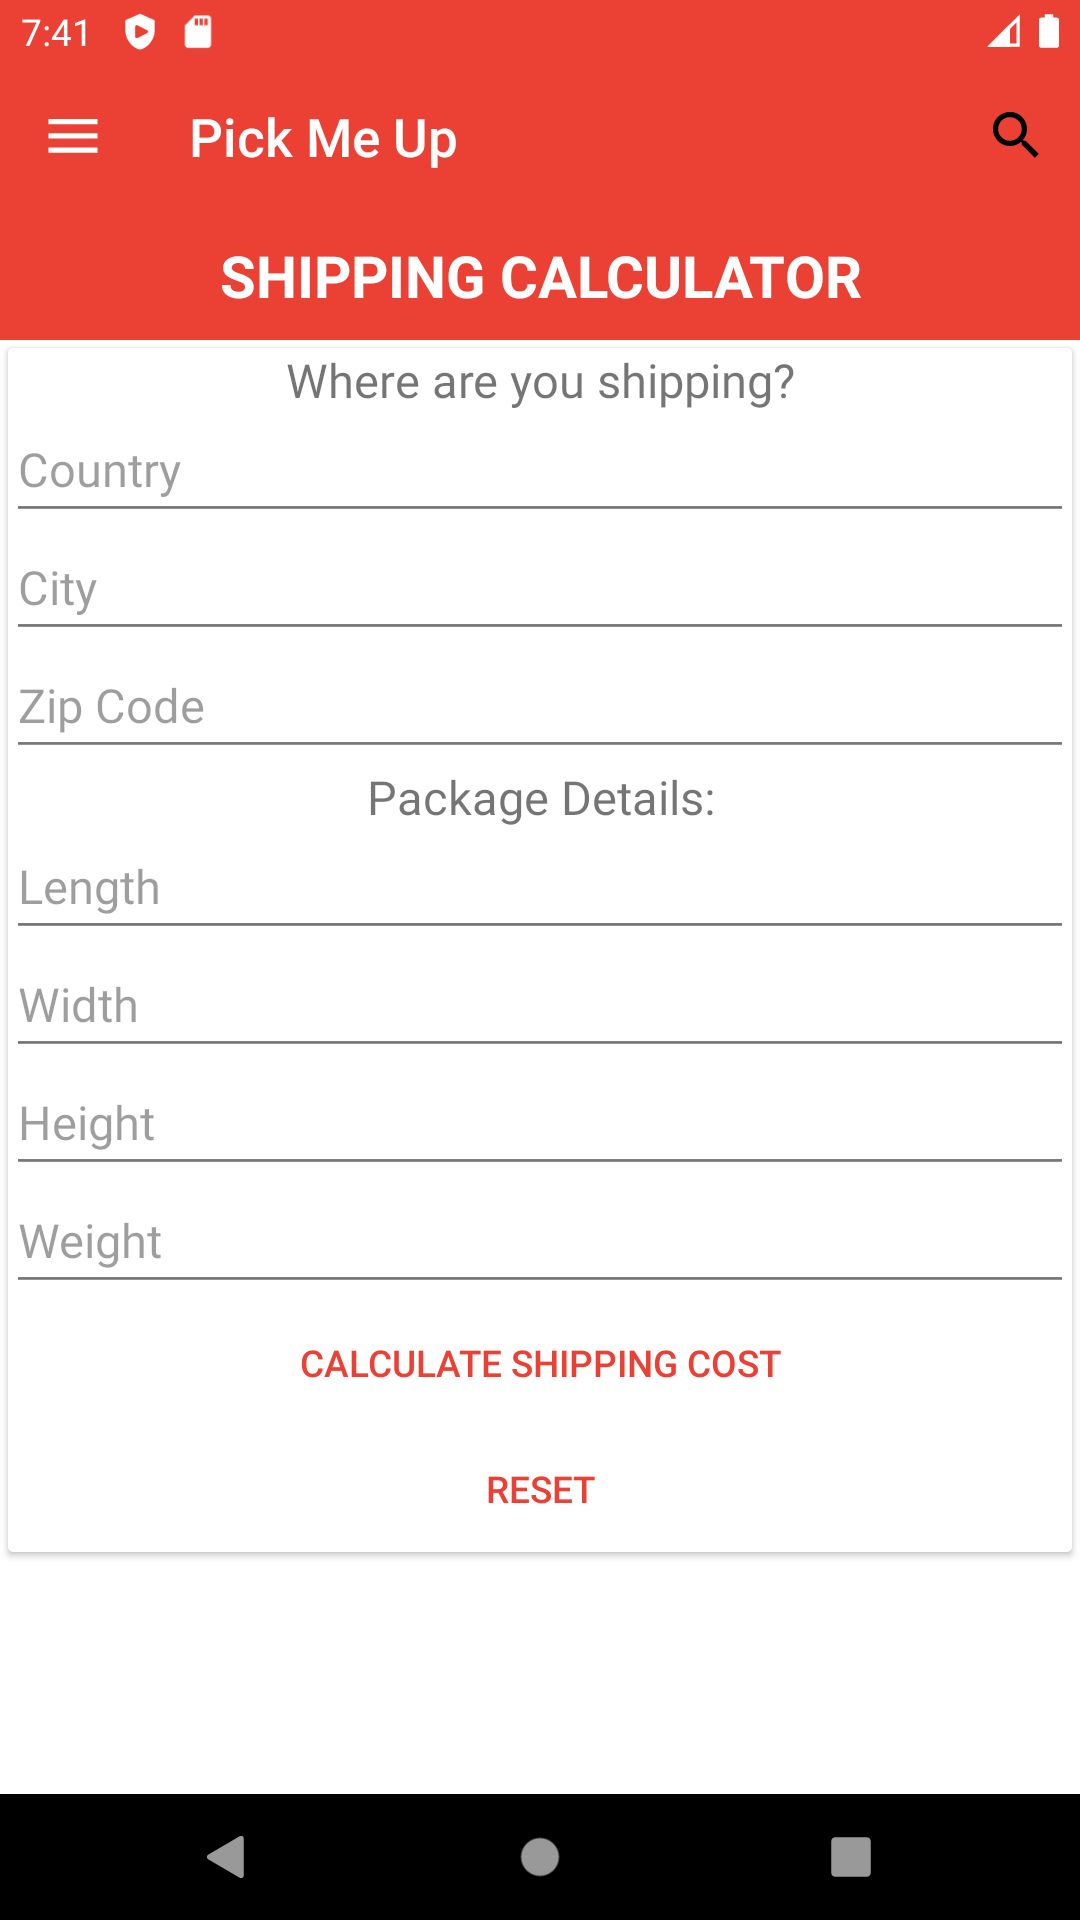 7:41
Pick Me Up
SHIPPING CALCULATOR
Where are you shipping?
Country
City
Zip Code
Package Details:
Length
Width
Height
Weight
CALCULATE SHIPPING COST
RESET